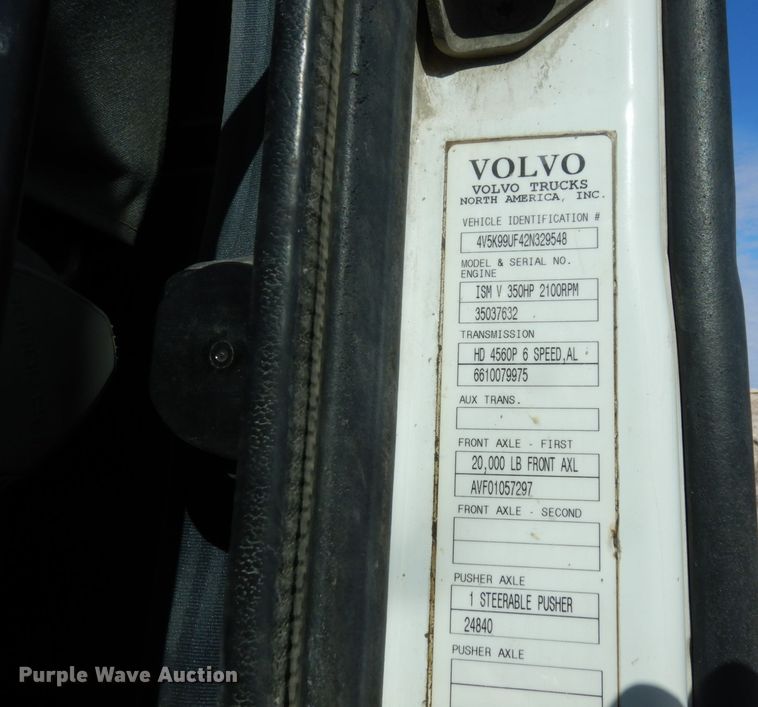 VOLVO
VOLVO TRUCKS
NORTH AMERICA, INC.
VEHICLE IDENTIFICATION #
4V5K99UF42N329548
MODEL & SERIAL NO.
ENGINE
ISM V 350HP 2100RPM
35037632
TRANSMISSION
HD 4560P 6 SPEED,AL
6610079975
AUX TRANS.
FRONT AXLE - FIRST
20,000 LB FRONT AXL
AVF01057297
FRONT AXLE - SECOND
PUSHER AXLE
1 STEERABLE PUSHER
24840
PUSHER AXLE
Purple Wave Auction